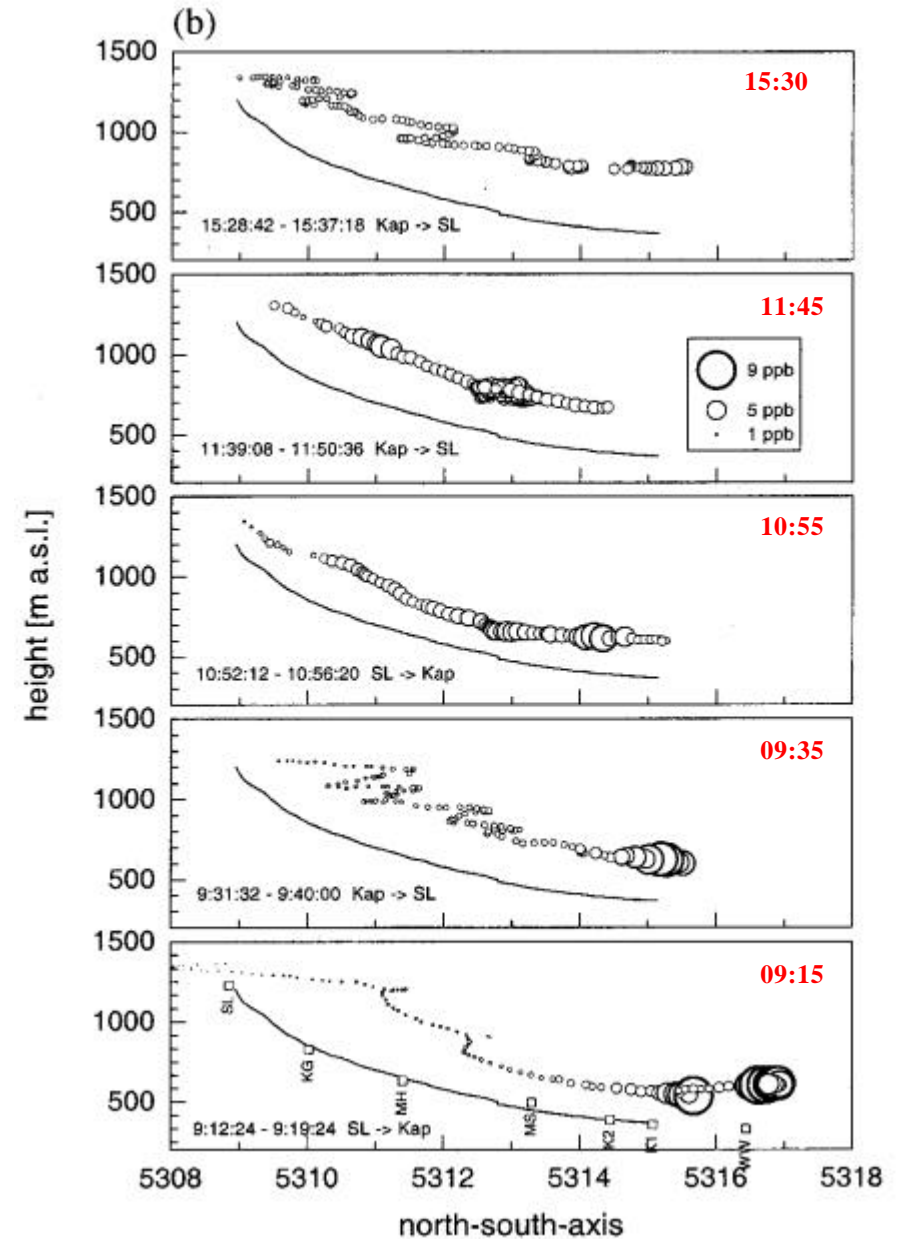 (b)
1500
1000
500
15:30
15:28:42 - 15:37:18 Kap -> SL
1500
1000
500
11:45
9 ppb
5 ppb
1 ppb
11:39:08 - 11:50:36 Kap -> SL
1500
1000
500
10:55
10:52:12 - 10:56:20 SL -> Kap
height [m a.s.l.]
1500
1000
500
09:35
9:31:32 - 9:40:00 Kap -> SL
1500
1000
500
09:15
SL
KG
MH
MS
K2
K1
WW
9:12:24 - 9:19:24 SL -> Kap
5308 5310 5312 5314 5316 5318
north-south-axis